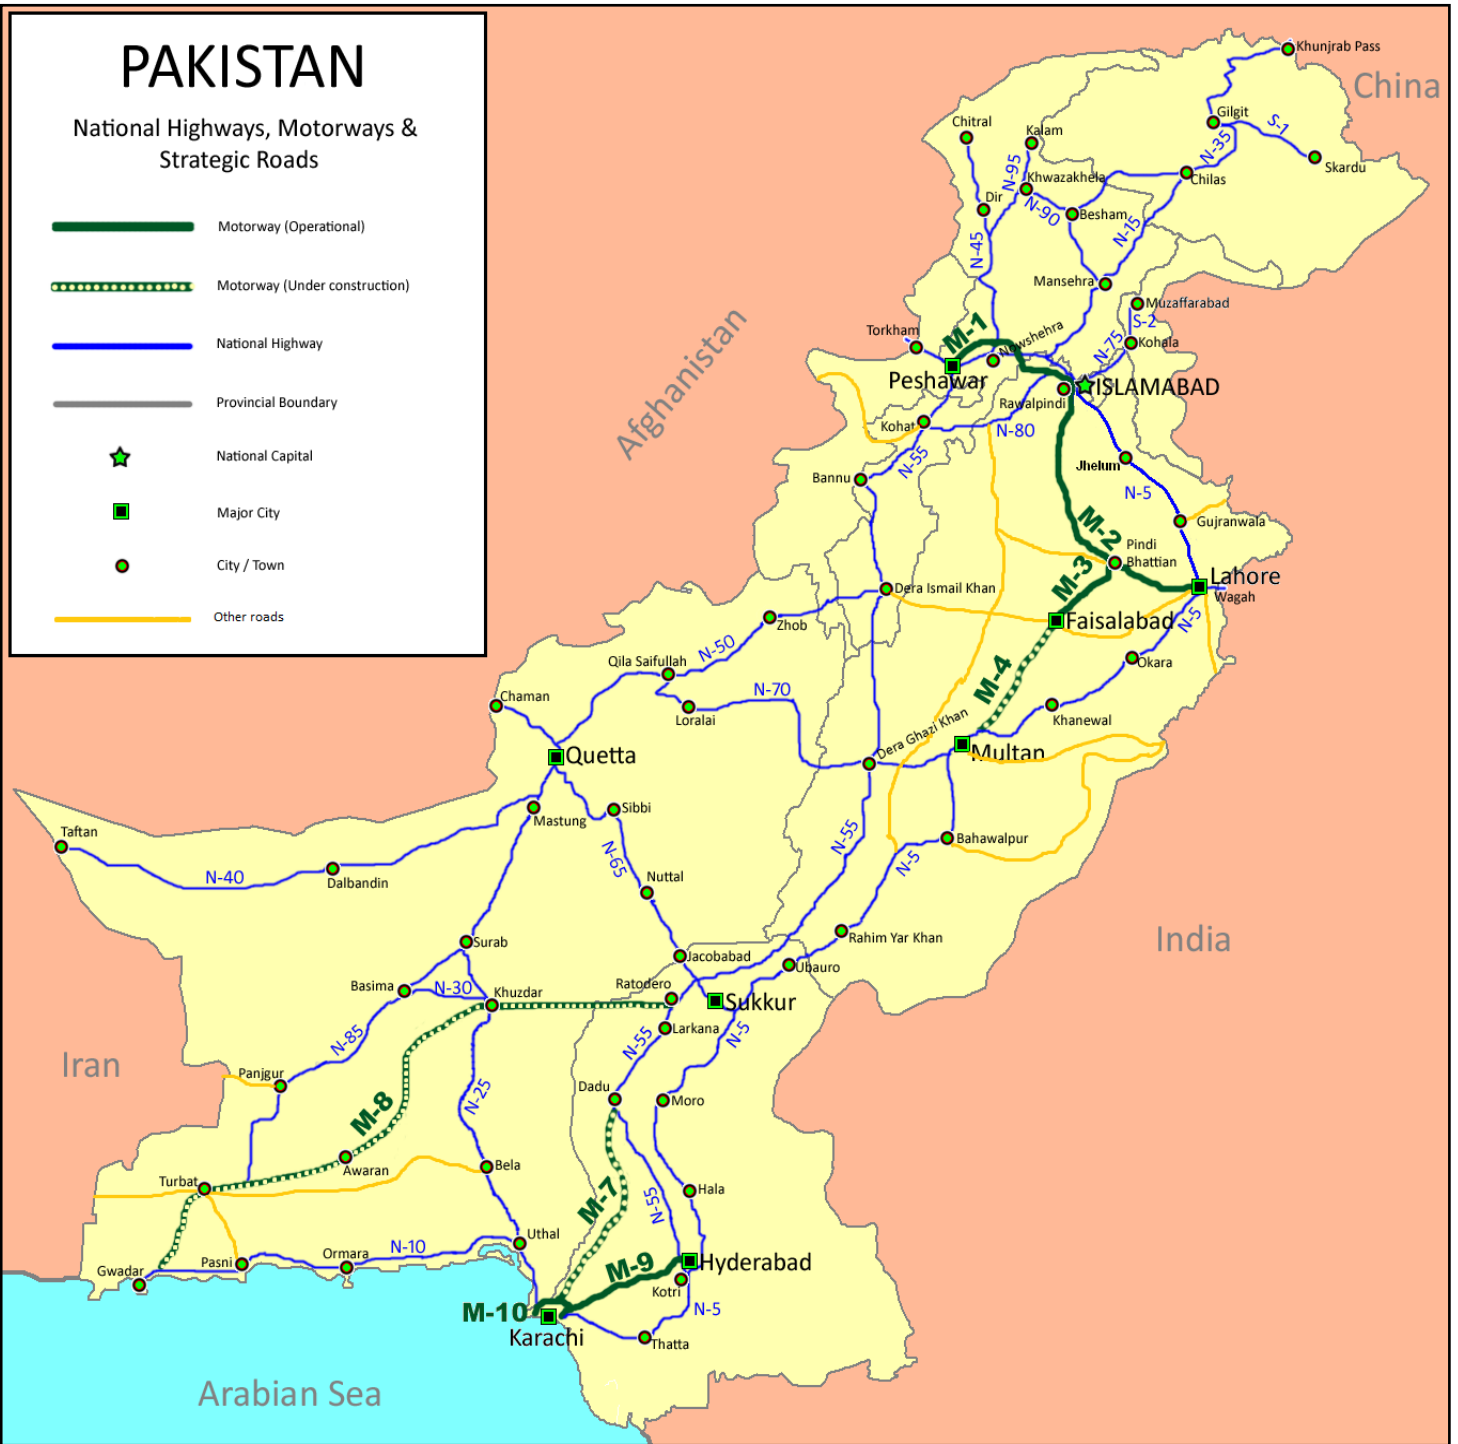 PAKISTAN
National Highways, Motorways &
Strategic Roads
Motorway (Operational)
Motorway (Under construction)
National Highway
Provincial Boundary
National Capital
Major City
City / Town
Other roads
Khunjrab Pass
China
Gilgit
S-1
Chitral
Kalam
N-35
Skardu
N-95
Khwazakhela
Chilas
Dir
N-90
Besham
N-15
N-45
Mansehra
Muzaffarabad
S-2
Torkham
M-1
Nowshehra
N-75
Kohala
Afghanistan
Peshawar
ISLAMABAD
Rawalpindi
Kohat
N-80
N-55
Jhelum
Bannu
N-5
M-2
Gujranwala
Pindi
Bhattian
M-3
Lahore
Wagah
Dera Ismail Khan
Zhob
Faisalabad
N-5
N-50
Qila Saifullah
Okara
M-4
N-70
Chaman
Loralai
Khanewal
Dera Ghazi Khan
Quetta
Multan
Sibbi
Mastung
Taftan
N-55
Bahawalpur
N-65
N-5
N-40
Dalbandin
Nuttal
Surab
Rahim Yar Khan
India
Jacobabad
Ubauro
Basima
N-30
Khuzdar
Ratodero
Sukkur
Larkana
N-5
N-85
N-55
Iran
Panjgur
Dadu
Moro
M-8
N-25
Awaran
Bela
Turbat
Hala
M-7
N-55
Uthal
N-10
Ormara
Pasni
Gwadar
M-9
Hyderabad
Kotri
M-10
N-5
Karachi
Thatta
Arabian Sea